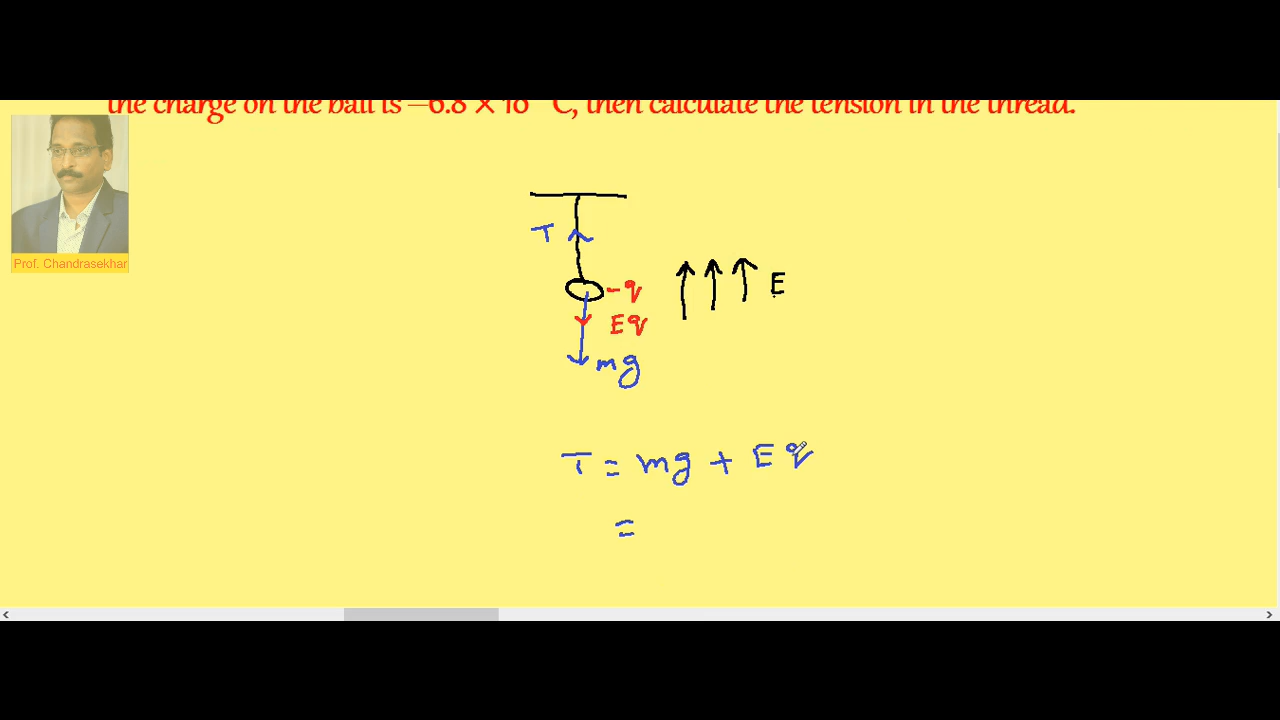 the charge on the ball is −6.8 × 10 C, then calculate the tension in the thread.
Prof. Chandrasekhar
T
-q
E
Eq
mg
T = mg + Eq
=